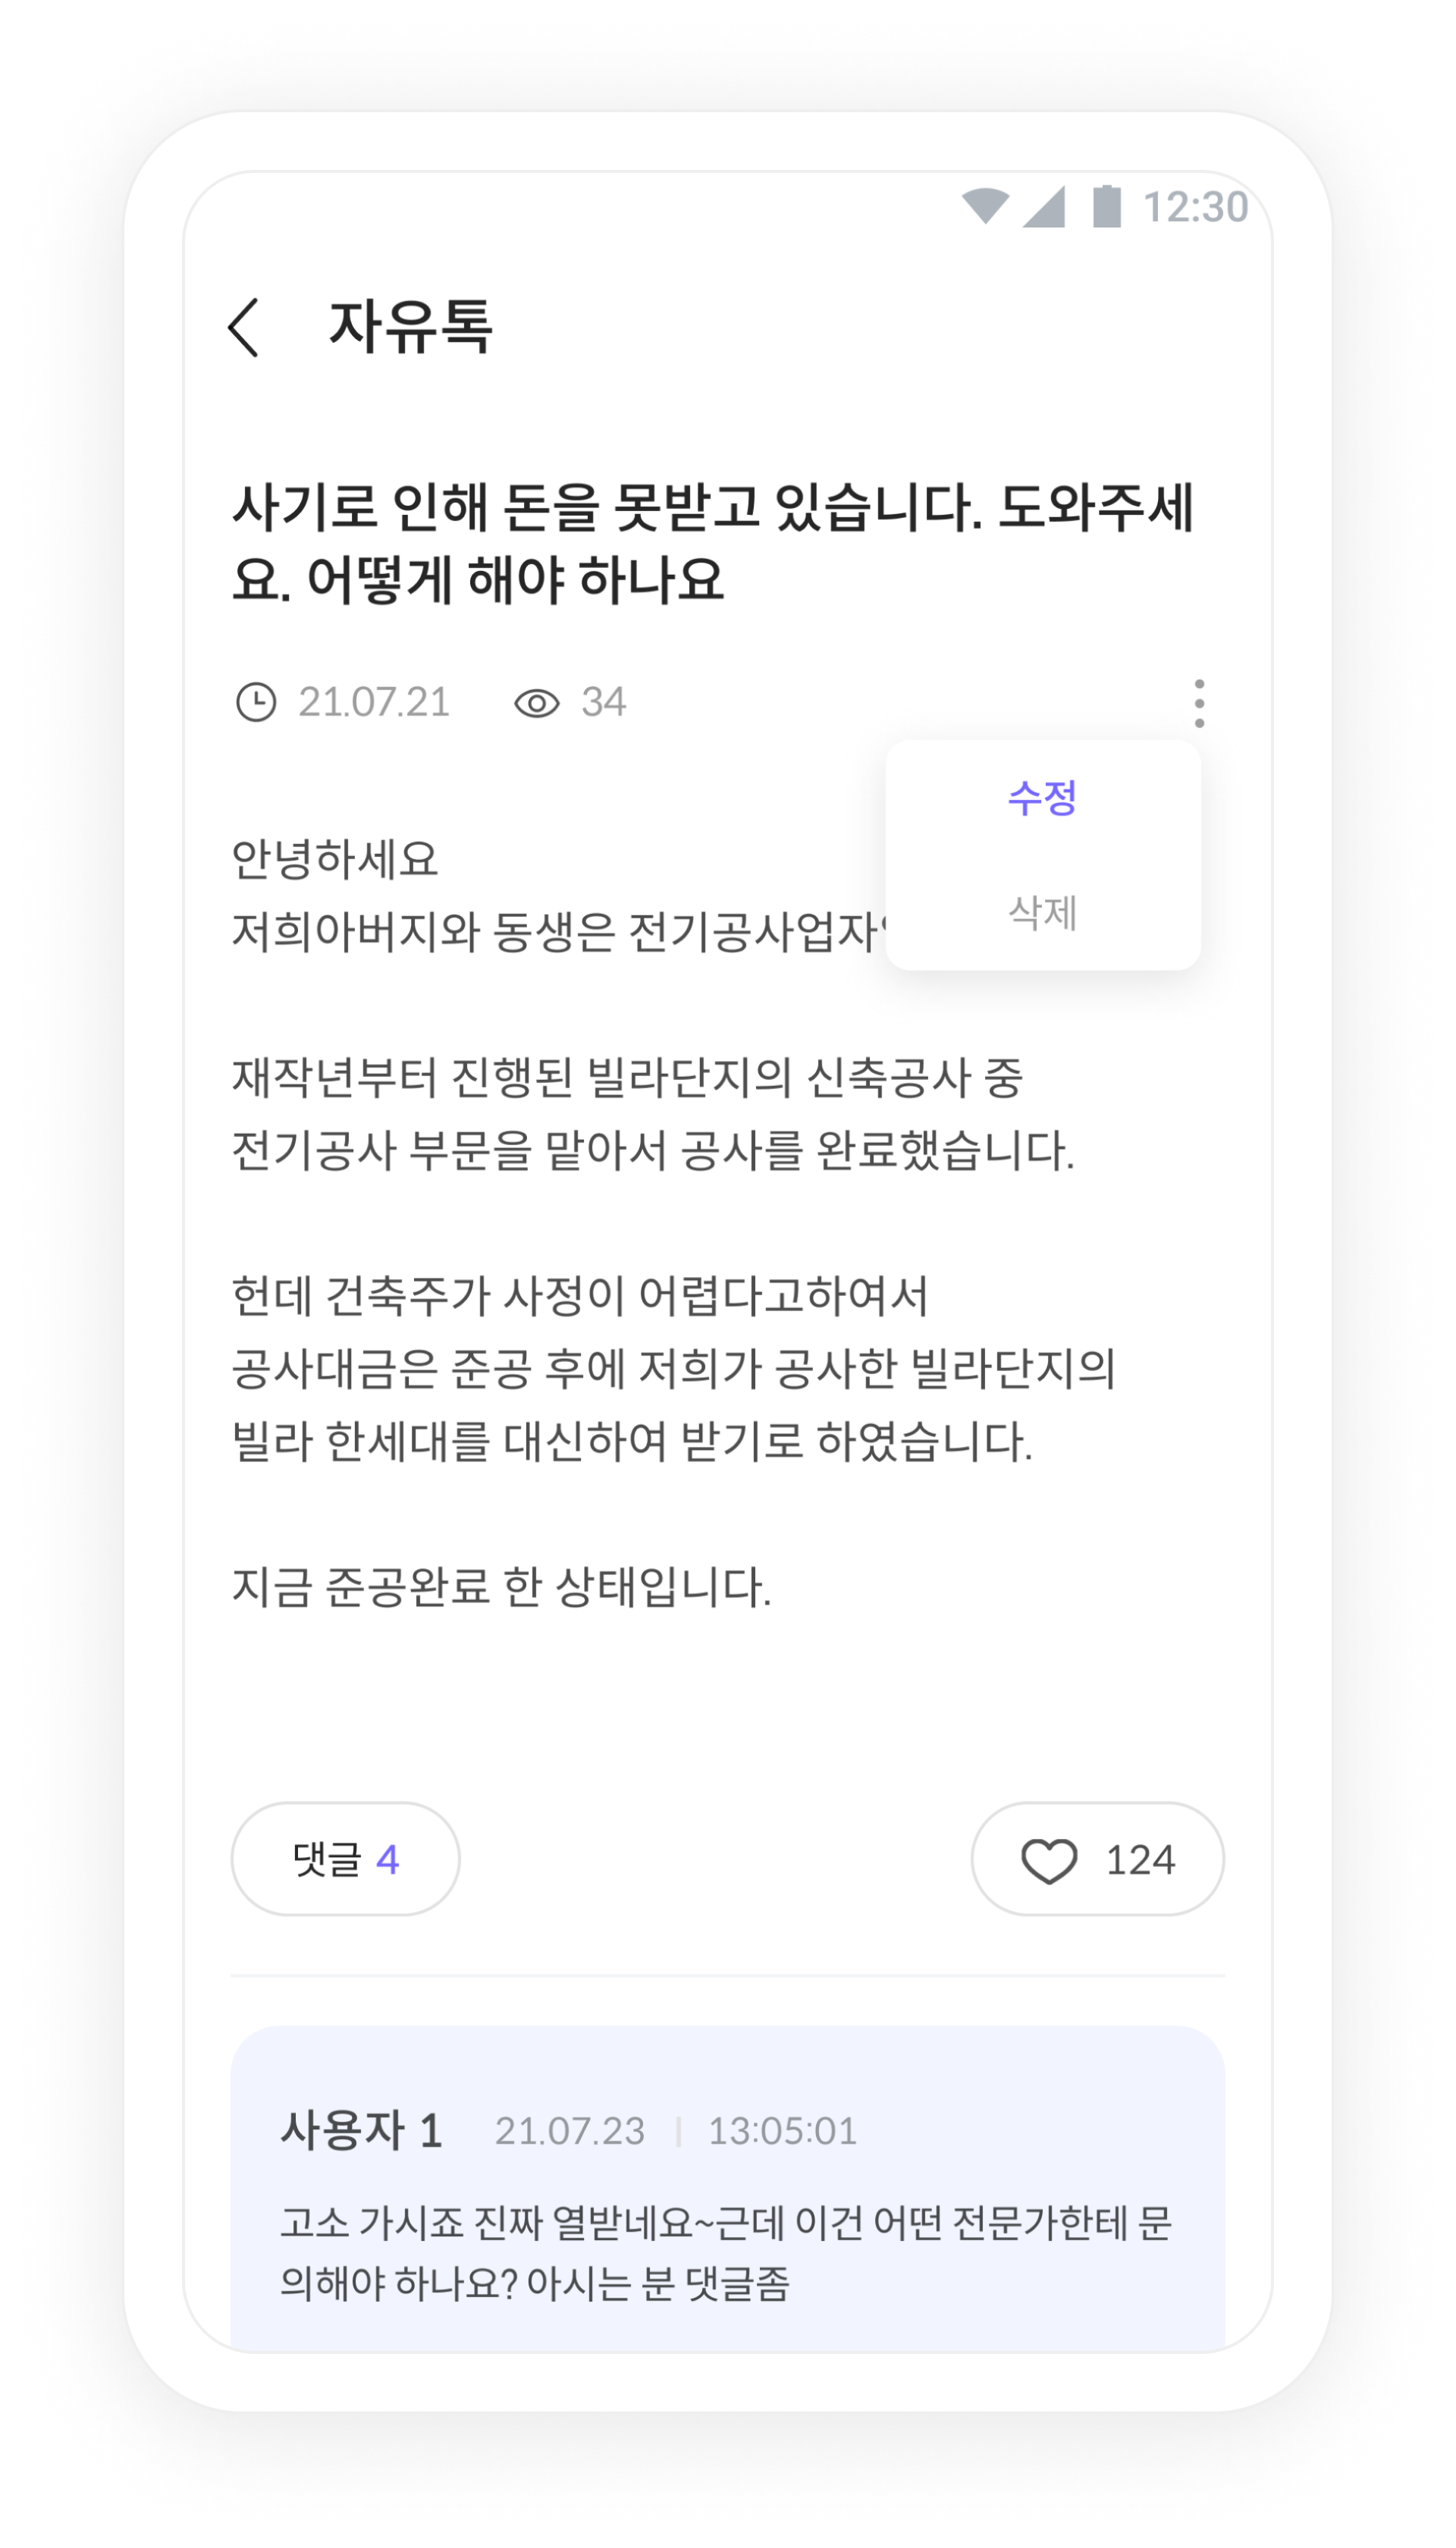 12:30
자유톡
사기로 인해 돈을 못받고 있습니다. 도와주세
요. 어떻게 해야 하나요
21.07.21 34
수정
안녕하세요
저희아버지와 동생은
삭제
재작년부터 진행된 빌라단지의 신축공사 중
전기공사 부문을 맡아서 공사를 완료했습니다.
헌데 건축주가 사정이 어렵다고하여서
공사대금은 준공 후에 저희가 공사한 빌라단지의
빌라 한세대를 대신하여 받기로 하였습니다.
지금 준공완료 한 상태입니다.
댓글 4 124
사용자 1 21.07.23 | 13:05:01
고소 가시죠 진짜 열받네요~근데 이건 어떤 전문가한테 문
의해야 하나요? 아시는 분 댓글좀